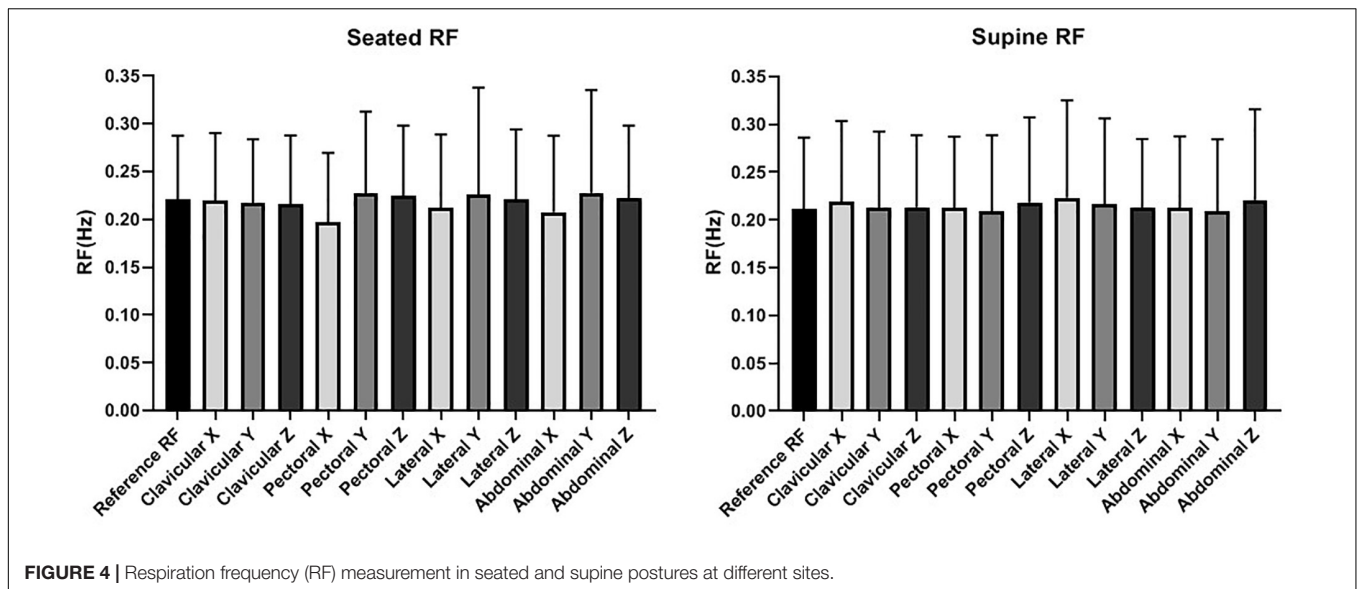 Seated RF
RF(Hz)
0.35
0.30
0.25
0.20
0.15
0.10
0.05
0.00
Reference RF
Clavicular X
Clavicular Y
Clavicular Z
Pectoral X
Pectoral Y
Pectoral Z
Lateral X
Lateral Y
Lateral Z
Abdominal X
Abdominal Y
Abdominal Z
Supine RF
RF(Hz)
0.35
0.30
0.25
0.20
0.15
0.10
0.05
0.00
Reference RF
Clavicular X
Clavicular Y
Clavicular Z
Pectoral X
Pectoral Y
Pectoral Z
Lateral X
Lateral Y
Lateral Z
Abdominal X
Abdominal Y
Abdominal Z
FIGURE 4 | Respiration frequency (RF) measurement in seated and supine postures at different sites.